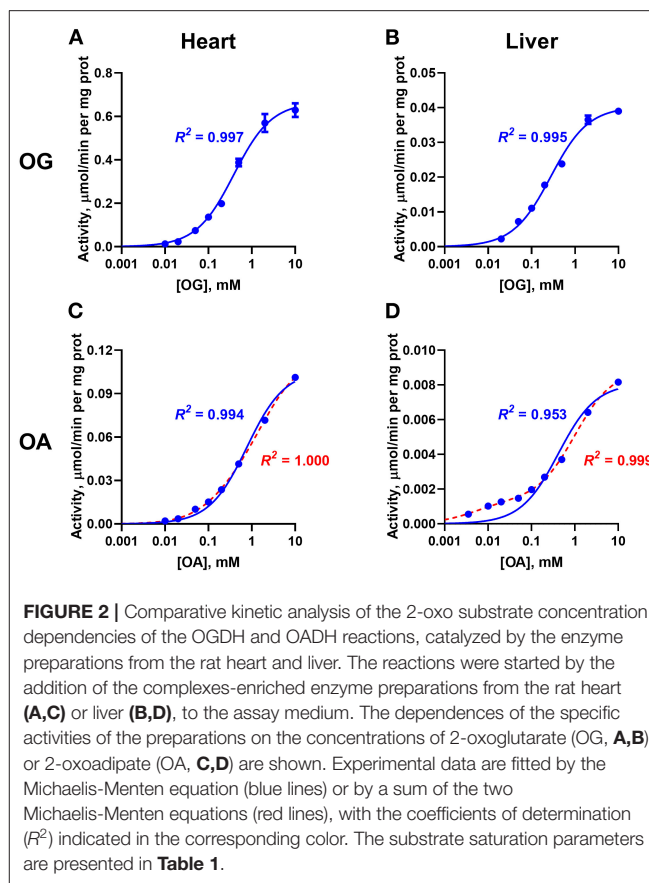 A Heart B Liver
OG
Activity, μmol/min per mg prot
0.8
0.6
0.4
0.2
0.0
R² = 0.997
0.001 0.01 0.1 1 10
[OG], mM
Activity, μmol/min per mg prot
0.05
0.04
0.03
0.02
0.01
0.00
R² = 0.995
0.001 0.01 0.1 1 10
[OG], mM
C
OA
Activity, μmol/min per mg prot
0.12
0.09
0.06
0.03
0.00
R² = 0.994
R² = 1.000
0.001 0.01 0.1 1 10
[OA], mM
D
Activity, μmol/min per mg prot
0.010
0.008
0.006
0.004
0.002
0.000
R² = 0.953
R² = 0.999
0.001 0.01 0.1 1 10
[OA], mM
FIGURE 2 | Comparative kinetic analysis of the 2-oxo substrate concentration
dependencies of the OGDH and OADH reactions, catalyzed by the enzyme
preparations from the rat heart and liver. The reactions were started by the
addition of the complexes-enriched enzyme preparations from the rat heart
(A,C) or liver (B,D), to the assay medium. The dependences of the specific
activities of the preparations on the concentrations of 2-oxoglutarate (OG, A,B)
or 2-oxoadipate (OA, C,D) are shown. Experimental data are fitted by the
Michaelis-Menten equation (blue lines) or by a sum of the two
Michaelis-Menten equations (red lines), with the coefficients of determination
(R²) indicated in the corresponding color. The substrate saturation parameters
are presented in Table 1.